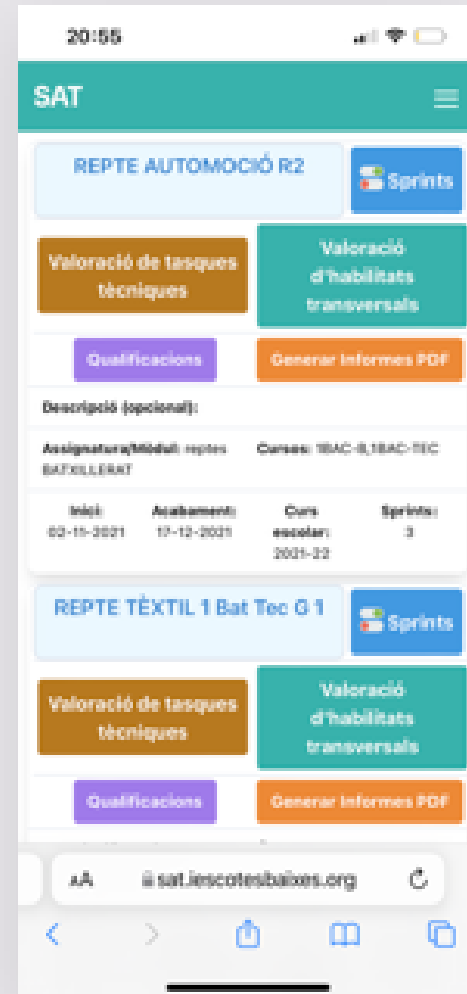 20:55
SAT
REPTE AUTOMOCIÓ R2
Sprints
Valoració de tasques
tècniques
Valoració
d'habilitats
transversals
Qualificacions
Generar Informes PDF
Descripció (opcional):
Assignatura/Mòdul: reptes
BATXILLERAT
Cursos: 1BAC-B,1BAC-TEC
Inici:
02-11-2021
Acabament:
17-12-2021
Curs
escolar:
2021-22
Sprints:
3
REPTE TÈXTIL 1 Bat Tec G 1
Sprints
Valoració de tasques
tècniques
Valoració
d'habilitats
transversals
Qualificacions
Generar Informes PDF
AA
sat.iescotesbaixes.org